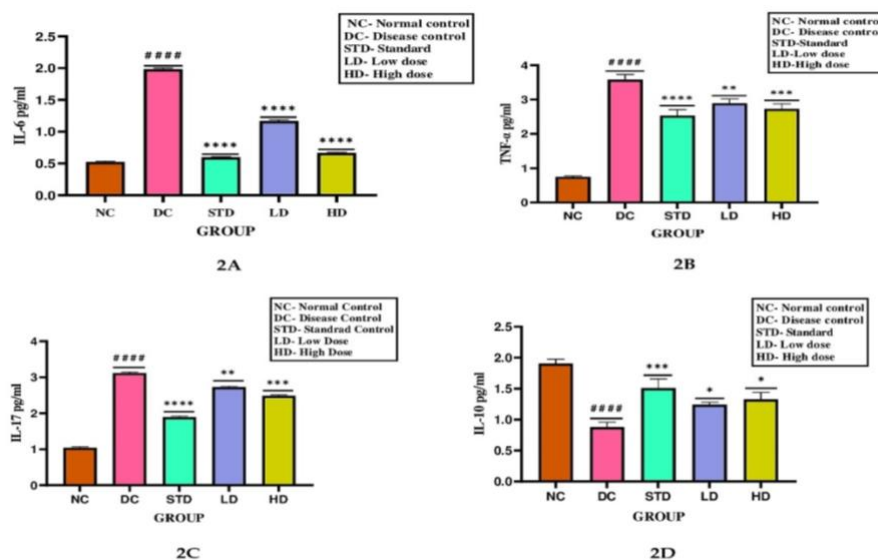 NC- Normal control
DC- Disease control
STD- Standard
LD- Low dose
HD- High dose
IL-6 pg/ml
2.5
2.0
1.5
1.0
0.5
0.0
####
****
****
****
NC DC STD LD HD
GROUP
2A
NC- Normal control
DC- Disease control
STD-Standard
LD-Low dose
HD-High dose
TNF-α pg/ml
5
4
3
2
1
0
####
****
**
***
NC DC STD LD HD
GROUP
2B
NC- Normal Control
DC- Disease Control
STD- Standrad Control
LD- Low Dose
HD- High Dose
IL-17 pg/ml
4
3
2
1
0
####
****
**
***
NC DC STD LD HD
GROUP
2C
NC- Normal control
DC- Disease control
STD- Standard
LD- Low dose
HD- High dose
IL-10 pg/ml
2.5
2.0
1.5
1.0
0.5
0.0
####
***
*
*
NC DC STD LD HD
GROUP
2D